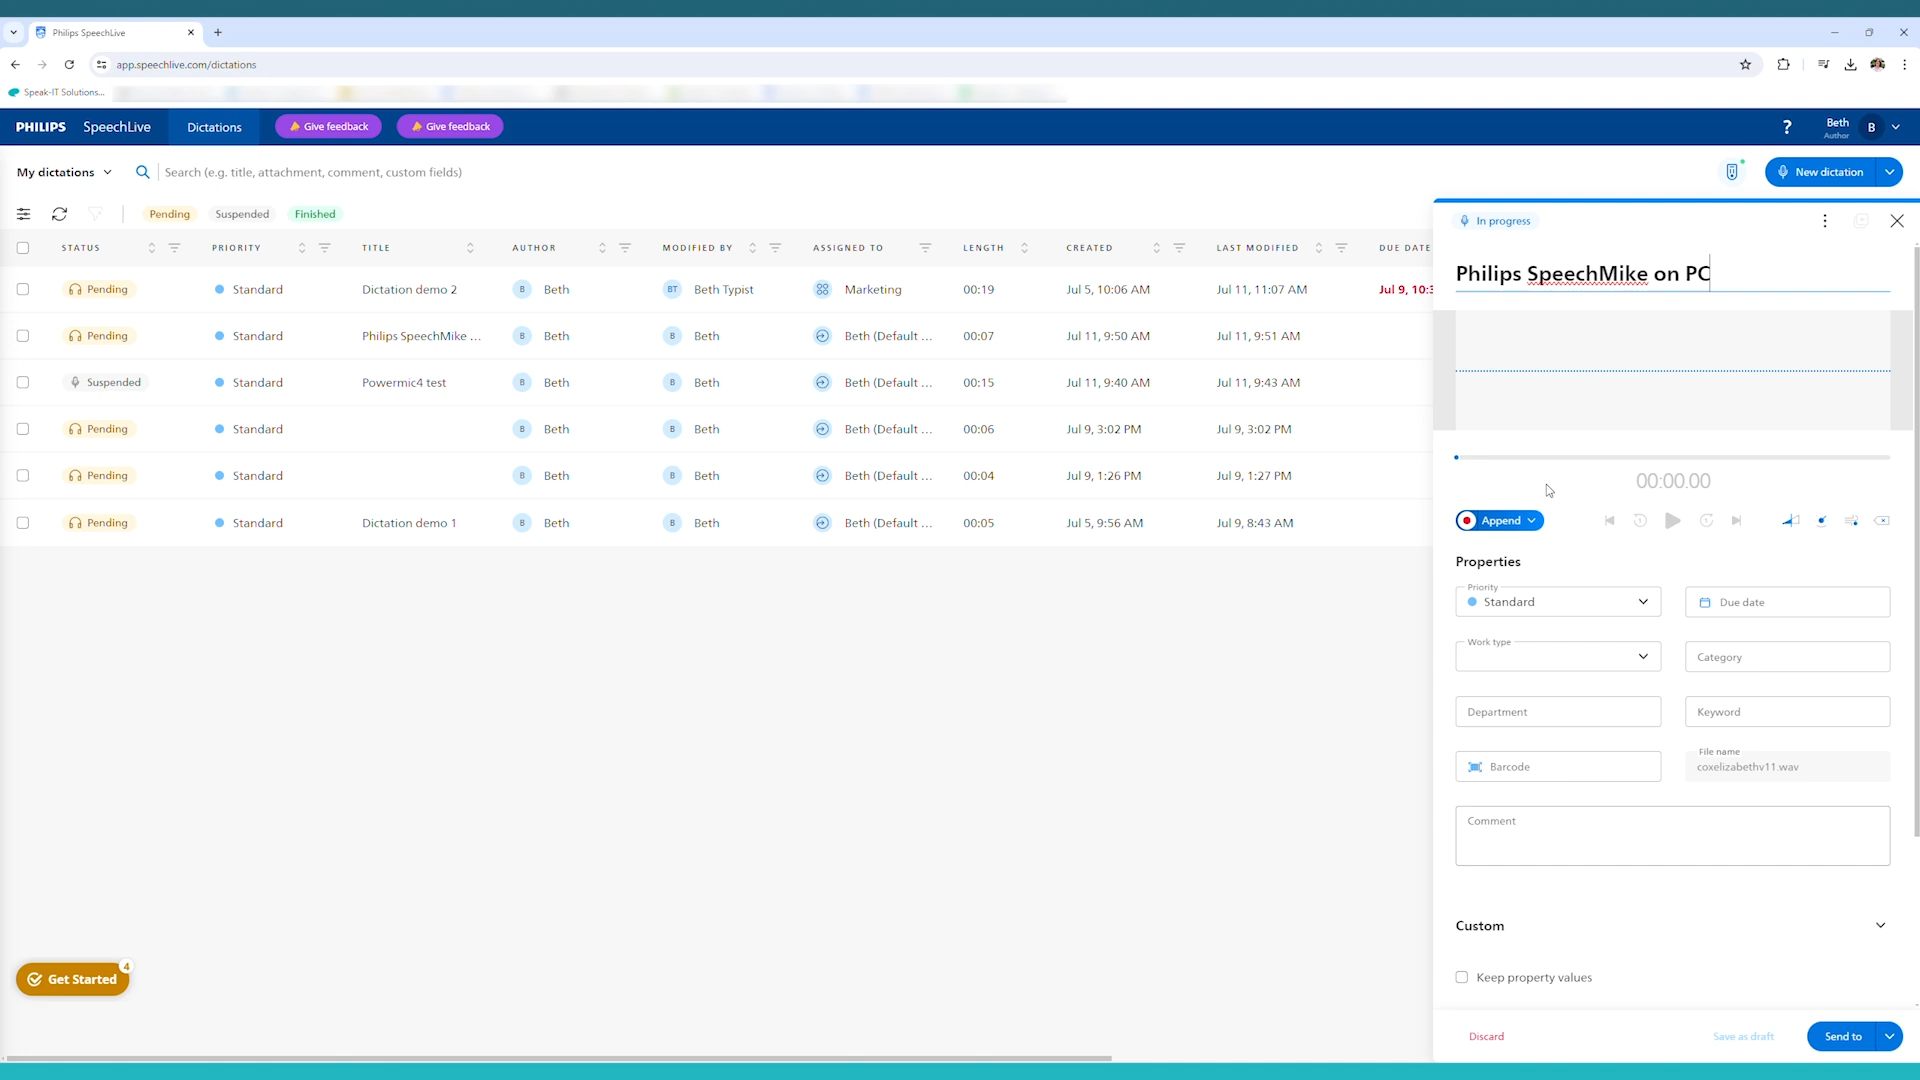 Philips SpeechLive
app.speechlive.com/dictations
Speak-IT Solutions...
PHILIPS SpeechLive Dictations Give feedback Give feedback ? Beth Author B
My dictations Search (e.g. title, attachment, comment, custom fields) New dictation
Pending Suspended Finished
STATUS PRIORITY TITLE AUTHOR MODIFIED BY ASSIGNED TO LENGTH CREATED LAST MODIFIED DUE DATE
Pending Standard Dictation demo 2 B Beth BT Beth Typist Marketing 00:19 Jul 5, 10:06 AM Jul 11, 11:07 AM Jul 9, 10:3
Pending Standard Philips SpeechMike ... B Beth B Beth Beth (Default ... 00:07 Jul 11, 9:50 AM Jul 11, 9:51 AM
Suspended Standard Powermic4 test B Beth B Beth Beth (Default ... 00:15 Jul 11, 9:40 AM Jul 11, 9:43 AM
Pending Standard B Beth B Beth Beth (Default ... 00:06 Jul 9, 3:02 PM Jul 9, 3:02 PM
Pending Standard B Beth B Beth Beth (Default ... 00:04 Jul 9, 1:26 PM Jul 9, 1:27 PM
Pending Standard Dictation demo 1 B Beth B Beth Beth (Default ... 00:05 Jul 5, 9:56 AM Jul 9, 8:43 AM
Get Started 4
In progress
Philips SpeechMike on PC
00:00.00
Append
Properties
Priority
Standard Due date
Work type
Category
Department Keyword
File name
Barcode coxelizabethv11.wav
Comment
Custom
Keep property values
Discard Save as draft Send to